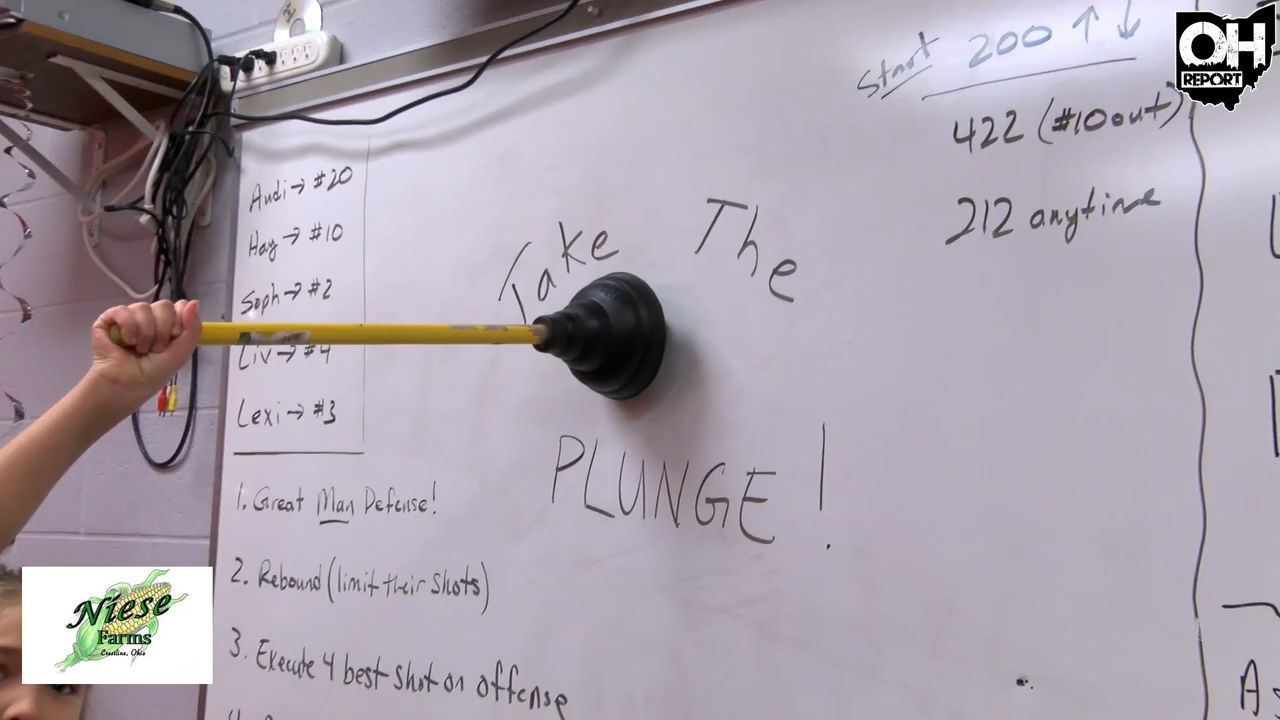 OH
REPORT
Start 200 ↑ ↓
422 (#10 out)
212 anytime
Audi → #20
Hay → #10
Soph → #2
Liv → #4
Lexi → #3
Take The
PLUNGE!
1. Great Man Defense!
2. Rebound (limit their shots)
3. Execute 4 best shot on offense
Niese
Farms
Crestline, Ohio